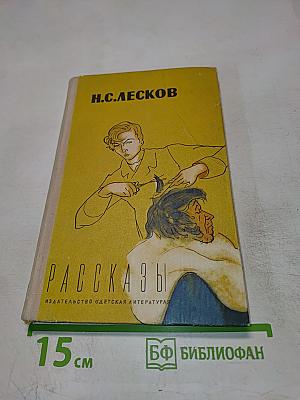 Н.С.ЛЕСКОВ
РАССКАЗЫ
ИЗДАТЕЛЬСТВО «ДЕТСКАЯ ЛИТЕРАТУРА»
15 см
БФ БИБЛИОФАН